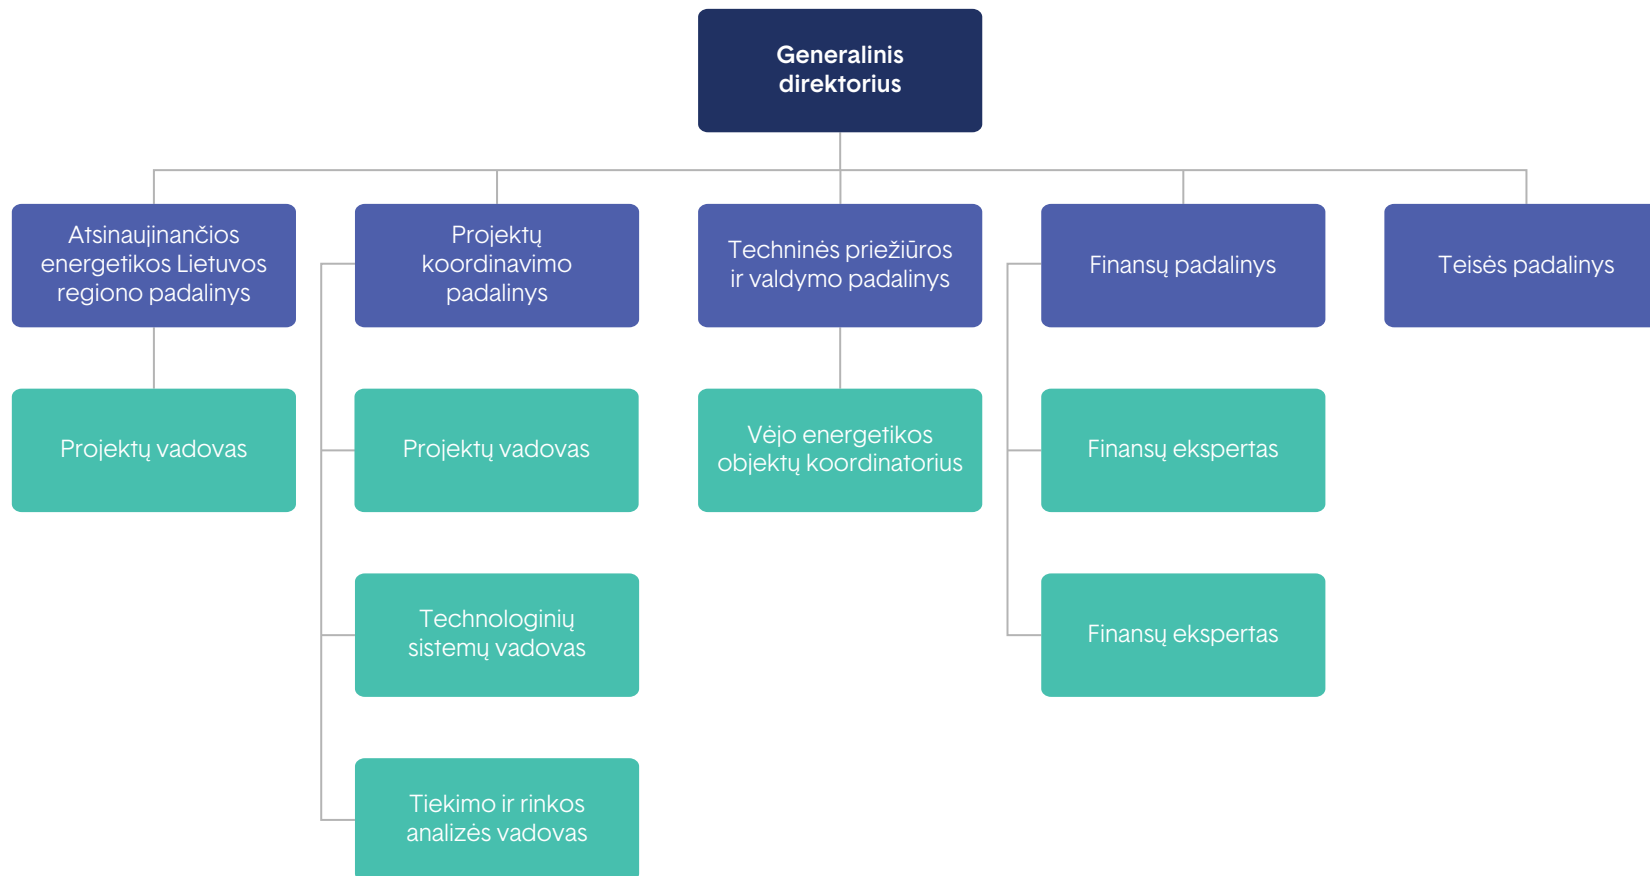 Generalinis
direktorius
Atsinaujinančios
energetikos Lietuvos
regiono padalinys
Projektų
koordinavimo
padalinys
Techninės priežiūros
ir valdymo padalinys
Finansų padalinys
Teisės padalinys
Projektų vadovas
Projektų vadovas
Vėjo energetikos
objektų koordinatorius
Finansų ekspertas
Technologinių
sistemų vadovas
Finansų ekspertas
Tiekimo ir rinkos
analizės vadovas